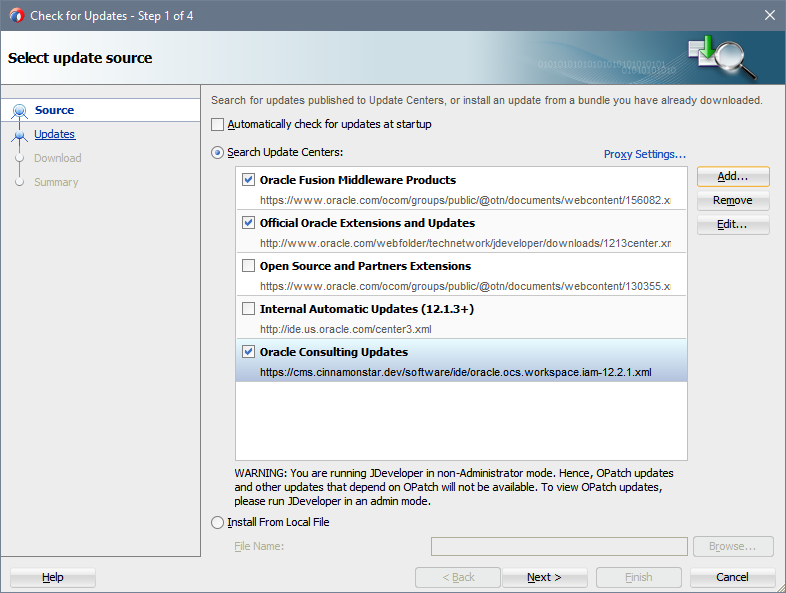 Check for Updates - Step 1 of 4
Select update source
010101010101010101010101
0101010101010
Source
Updates
Download
Summary
Search for updates published to Update Centers, or install an update from a bundle you have already downloaded.
Automatically check for updates at startup
Search Update Centers:
Proxy Settings...
Oracle Fusion Middleware Products
https://www.oracle.com/ocom/groups/public/@otn/documents/webcontent/156082.x
Official Oracle Extensions and Updates
http://www.oracle.com/webfolder/technetwork/jdeveloper/downloads/1213center.xr
Open Source and Partners Extensions
https://www.oracle.com/ocom/groups/public/@otn/documents/webcontent/130355.x
Internal Automatic Updates (12.1.3+)
http://ide.us.oracle.com/center3.xml
Oracle Consulting Updates
https://cms.cinnamonstar.dev/software/ide/oracle.ocs.workspace.iam-12.2.1.xml
Add...
Remove
Edit...
WARNING: You are running JDeveloper in non-Administrator mode. Hence, OPatch updates
and other updates that depend on OPatch will not be available. To view OPatch updates,
please run JDeveloper in an admin mode.
Install From Local File
File Name:
Browse...
Help
< Back
Next >
Finish
Cancel